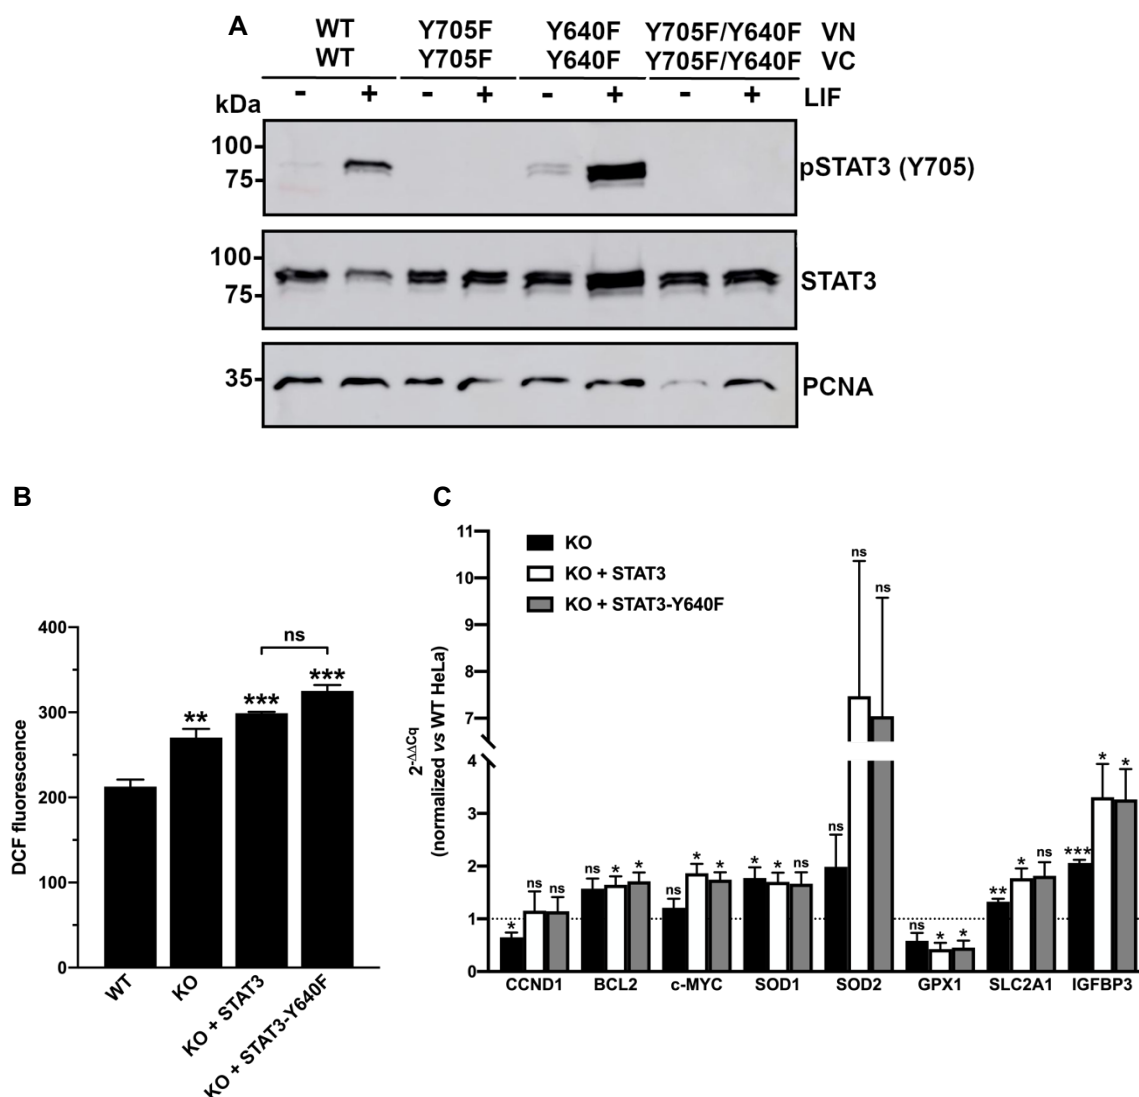 A
WT Y705F Y640F Y705F/Y640F VN
WT Y705F Y640F Y705F/Y640F VC
kDa - + - + - + - + LIF
100
75
pSTAT3 (Y705)
100
75
STAT3
35
PCNA
B
DCF fluorescence
400
300
200
100
0
** *** ns ***
WT
KO
KO + STAT3
KO + STAT3-Y640F
C
2-ΔΔCq
(normalized vs WT HeLa)
11
10
9
8
7
4
3
2
1
0
KO
KO + STAT3
KO + STAT3-Y640F
* ns ns
ns * *
ns * *
* * ns
ns ns ns
ns * *
** * ns
*** * *
CCND1 BCL2 c-MYC SOD1 SOD2 GPX1 SLC2A1 IGFBP3